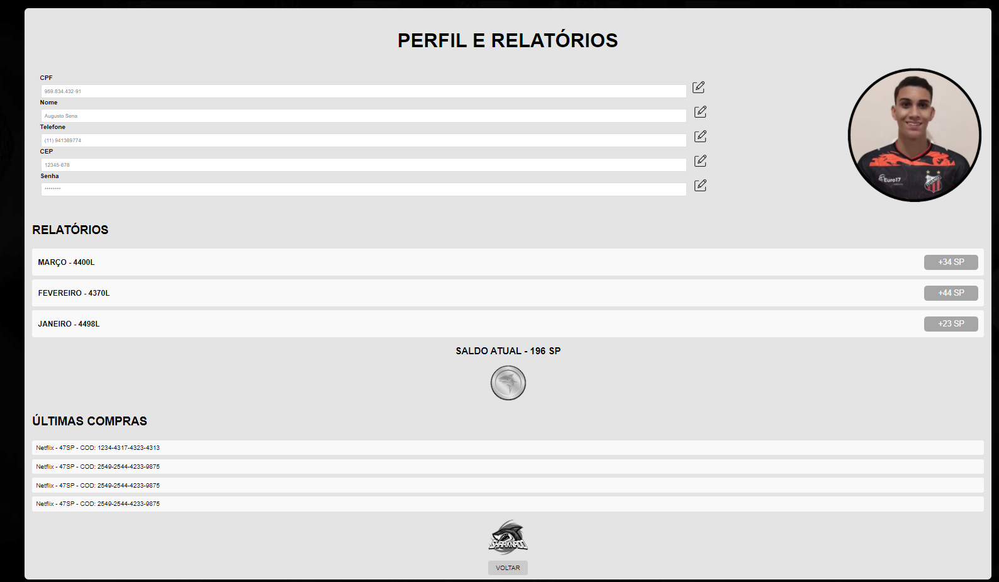 PERFIL E RELATÓRIOS
CPF
959.834.432-91
Nome
Augusto Sena
Telefone
(11) 941369774
CEP
12345-678
Senha
********
Euro17
ITUANO
RELATÓRIOS
MARÇO - 4400L +34 SP
FEVEREIRO - 4370L +44 SP
JANEIRO - 4498L +23 SP
SALDO ATUAL - 196 SP
ÚLTIMAS COMPRAS
Netflix - 47SP - COD: 1234-4317-4323-4313
Netflix - 47SP - COD: 2549-2544-4233-9875
Netflix - 47SP - COD: 2549-2544-4233-9875
Netflix - 47SP - COD: 2549-2544-4233-9875
SHARKNADO
VOLTAR